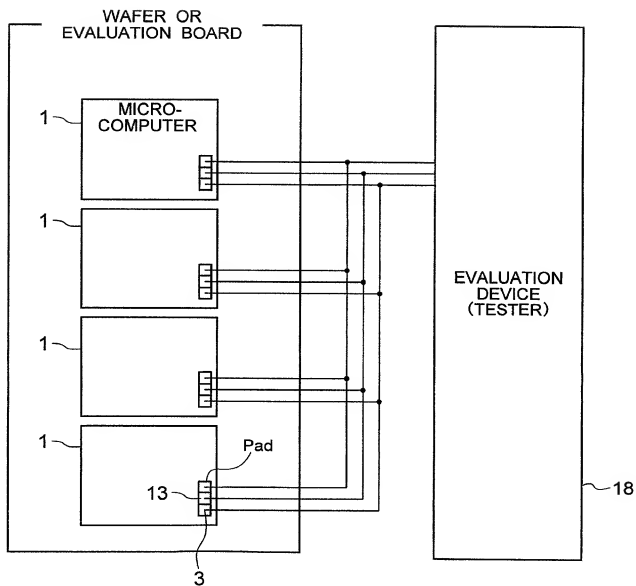 WAFER OR
EVALUATION BOARD
1
MICRO-
COMPUTER
1
1
1
Pad
13
3
EVALUATION
DEVICE
(TESTER)
18